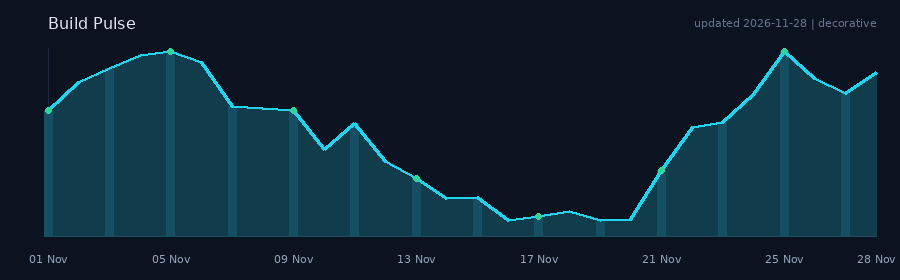 Build Pulse
updated 2026-11-28 | decorative
01 Nov 05 Nov 09 Nov 13 Nov 17 Nov 21 Nov 25 Nov 28 Nov